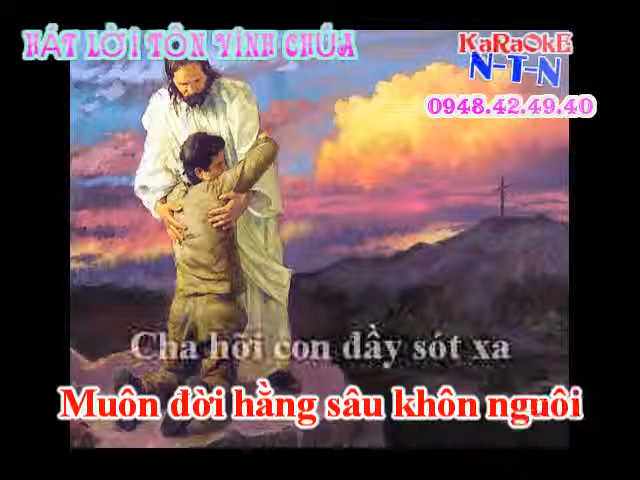 HÁT LỜI TÔN VINH CHÚA
KaRaOkE
N-T-N
0948.42.49.40
Cha hỡi con đầy sót xa
Muôn đời hằng sâu khôn nguôi